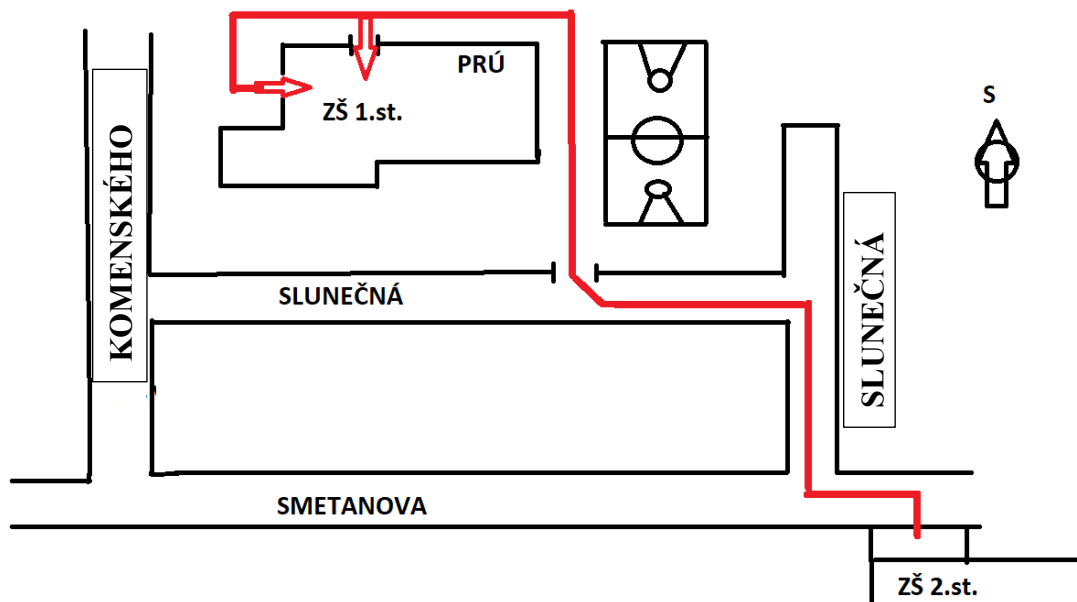 PRÚ
ZŠ 1.st.
S
KOMENSKÉHO
SLUNEČNÁ
SLUNEČNÁ
SMETANOVA
ZŠ 2.st.